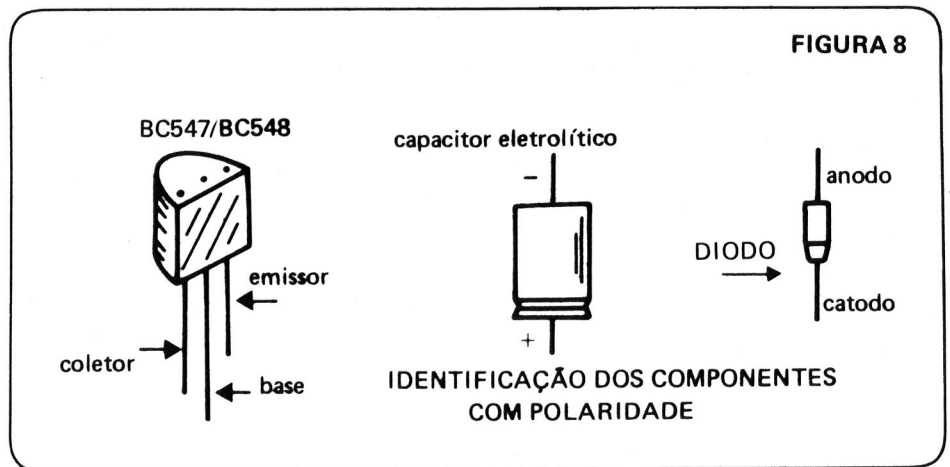 FIGURA 8
BC547/BC548
emissor
coletor
base
capacitor eletrolítico
−
+
DIODO
anodo
catodo
IDENTIFICAÇÃO DOS COMPONENTES
COM POLARIDADE